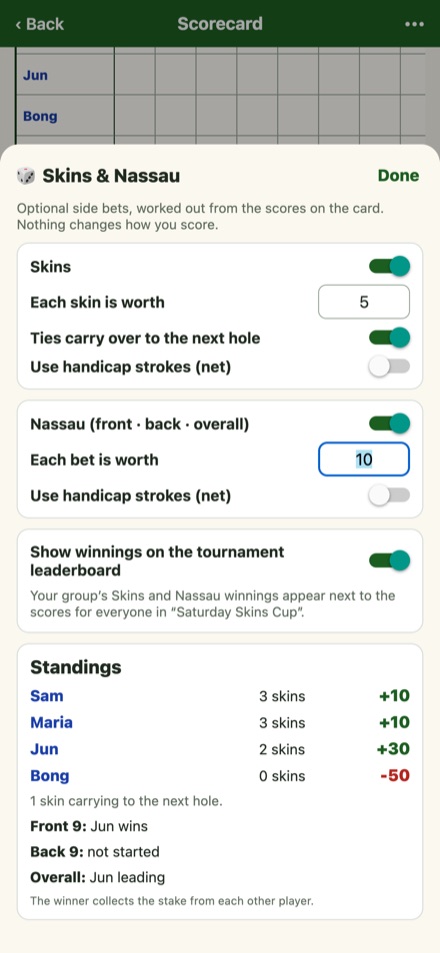 ‹ Back Scorecard •••
Jun
Bong
Skins & Nassau Done
Optional side bets, worked out from the scores on the card.
Nothing changes how you score.
Skins
Each skin is worth 5
Ties carry over to the next hole
Use handicap strokes (net)
Nassau (front · back · overall)
Each bet is worth 10
Use handicap strokes (net)
Show winnings on the tournament
leaderboard
Your group's Skins and Nassau winnings appear next to the
scores for everyone in “Saturday Skins Cup”.
Standings
Sam 3 skins +10
Maria 3 skins +10
Jun 2 skins +30
Bong 0 skins -50
1 skin carrying to the next hole.
Front 9: Jun wins
Back 9: not started
Overall: Jun leading
The winner collects the stake from each other player.